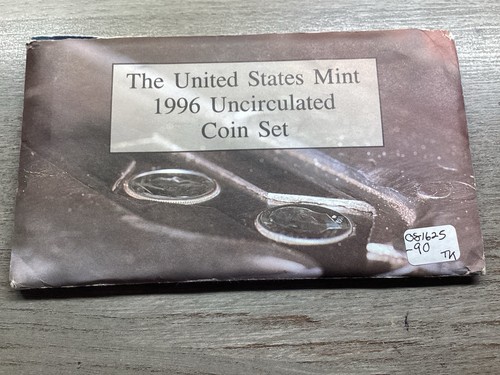 The United States Mint
1996 Uncirculated
Coin Set
081625
-90
TK